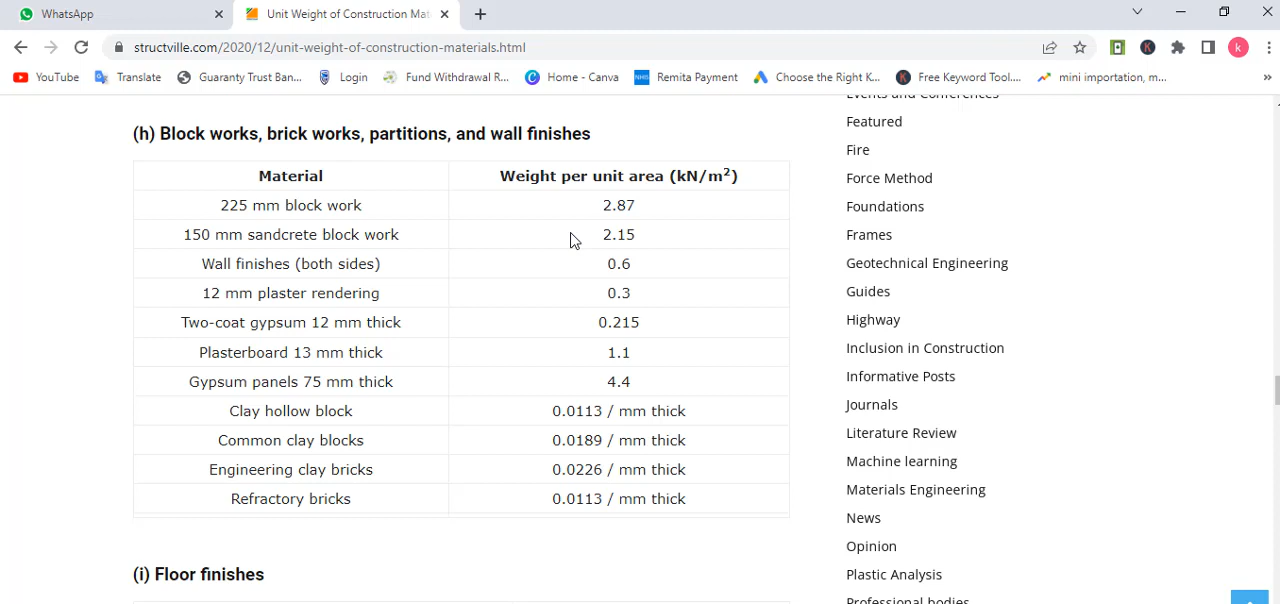 WhatsApp
Unit Weight of Construction Mat
structville.com/2020/12/unit-weight-of-construction-materials.html
k
YouTube
Translate
Guaranty Trust Ban...
Login
Fund Withdrawal R...
Home - Canva
Remita Payment
Choose the Right K...
Free Keyword Tool....
mini importation, m...
»
(h) Block works, brick works, partitions, and wall finishes
Material Weight per unit area (kN/m²)
225 mm block work 2.87
150 mm sandcrete block work 2.15
Wall finishes (both sides) 0.6
12 mm plaster rendering 0.3
Two-coat gypsum 12 mm thick 0.215
Plasterboard 13 mm thick 1.1
Gypsum panels 75 mm thick 4.4
Clay hollow block 0.0113 / mm thick
Common clay blocks 0.0189 / mm thick
Engineering clay bricks 0.0226 / mm thick
Refractory bricks 0.0113 / mm thick
(i) Floor finishes
Events and Conferences
Featured
Fire
Force Method
Foundations
Frames
Geotechnical Engineering
Guides
Highway
Inclusion in Construction
Informative Posts
Journals
Literature Review
Machine learning
Materials Engineering
News
Opinion
Plastic Analysis
Professional bodies